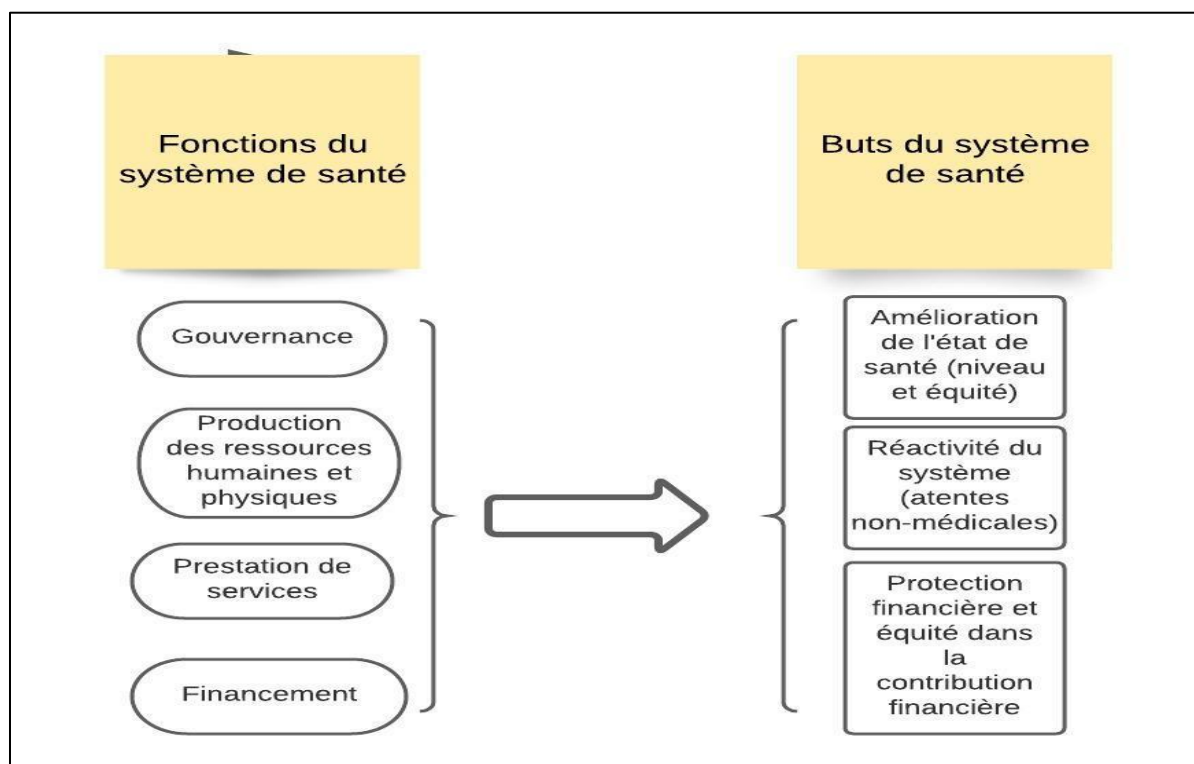 Fonctions du
système de santé
Gouvernance
Production
des ressources
humaines et
physiques
Prestation de
services
Financement
Buts du système
de santé
Amélioration
de l'état de
santé (niveau
et équité)
Réactivité du
système
(atentes
non-médicales)
Protection
financière et
équité dans
la
contribution
financière